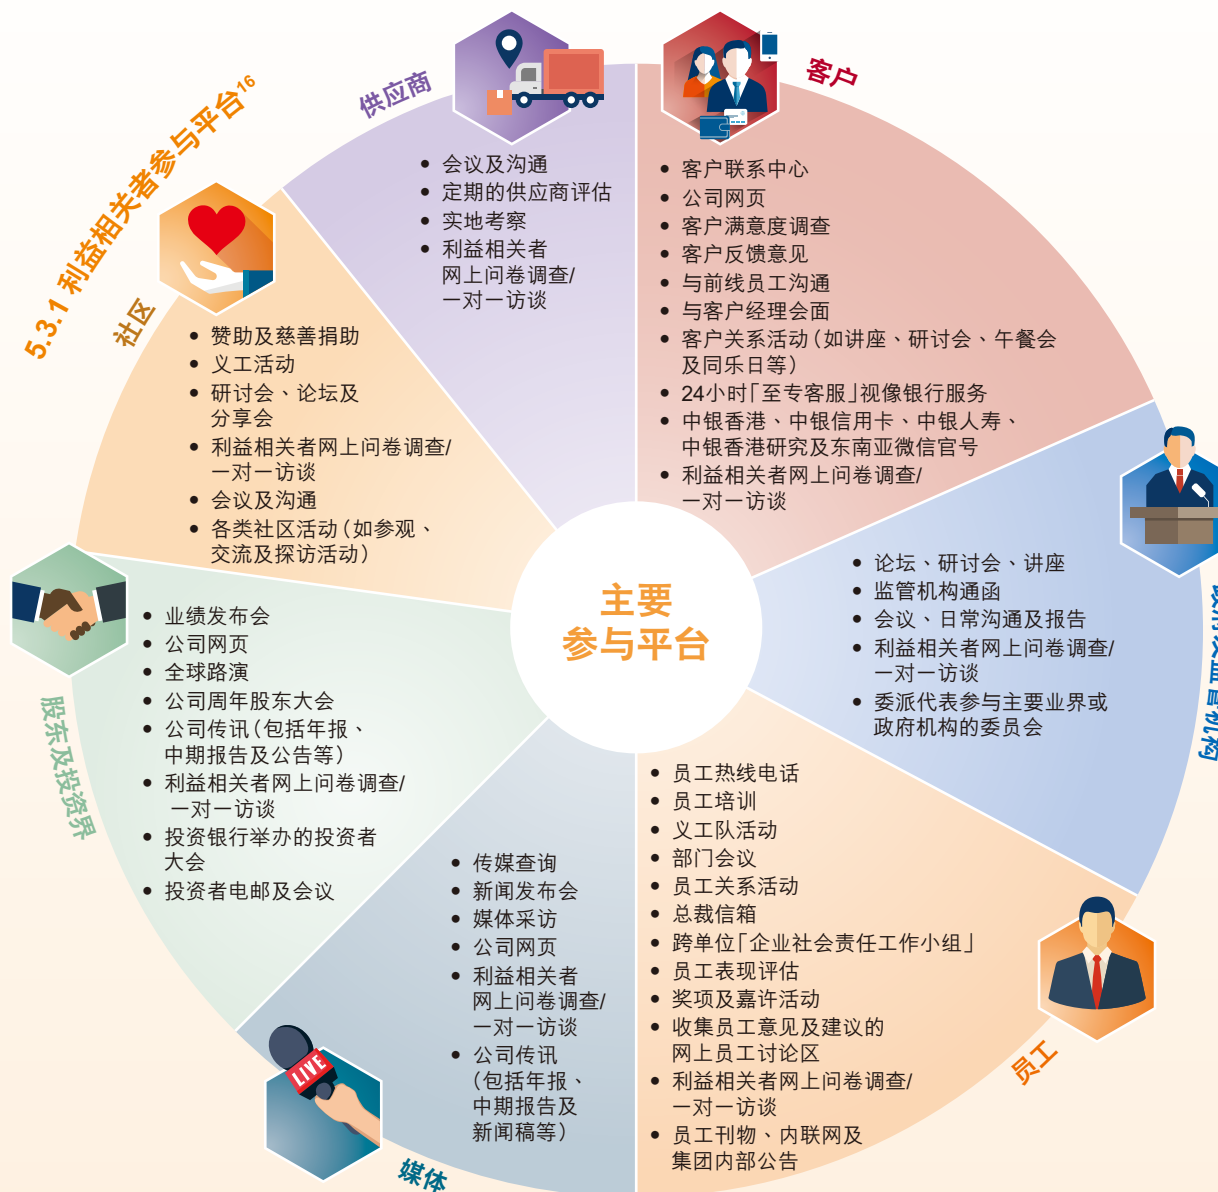 5.3.1 利益相关者参与平台16
主要
参与平台
客户
• 客户联系中心
• 公司网页
• 客户满意度调查
• 客户反馈意见
• 与前线员工沟通
• 与客户经理会面
• 客户关系活动(如讲座、研讨会、午餐会
及同乐日等)
• 24小时「至专客服」视像银行服务
• 中银香港、中银信用卡、中银人寿、
中银香港研究及东南亚微信官号
• 利益相关者网上问卷调查/
一对一访谈
• 论坛、研讨会、讲座
• 监管机构通函
• 会议、日常沟通及报告
• 利益相关者网上问卷调查/
一对一访谈
• 委派代表参与主要业界或
政府机构的委员会
员工
• 员工热线电话
• 员工培训
• 义工队活动
• 部门会议
• 员工关系活动
• 总裁信箱
• 跨单位「企业社会责任工作小组」
• 员工表现评估
• 奖项及嘉许活动
• 收集员工意见及建议的
网上员工讨论区
• 利益相关者网上问卷调查/
一对一访谈
• 员工刊物、内联网及
集团内部公告
媒体
LIVE
• 传媒查询
• 新闻发布会
• 媒体采访
• 公司网页
• 利益相关者
网上问卷调查/
一对一访谈
• 公司传讯
(包括年报、
中期报告及
新闻稿等)
股东及投资界
• 业绩发布会
• 公司网页
• 全球路演
• 公司周年股东大会
• 公司传讯(包括年报、
中期报告及公告等)
• 利益相关者网上问卷调查/
一对一访谈
• 投资银行举办的投资者
大会
• 投资者电邮及会议
社区
• 赞助及慈善捐助
• 义工活动
• 研讨会、论坛及
分享会
• 利益相关者网上问卷调查/
一对一访谈
• 会议及沟通
• 各类社区活动(如参观、
交流及探访活动)
供应商
• 会议及沟通
• 定期的供应商评估
• 实地考察
• 利益相关者
网上问卷调查/
一对一访谈